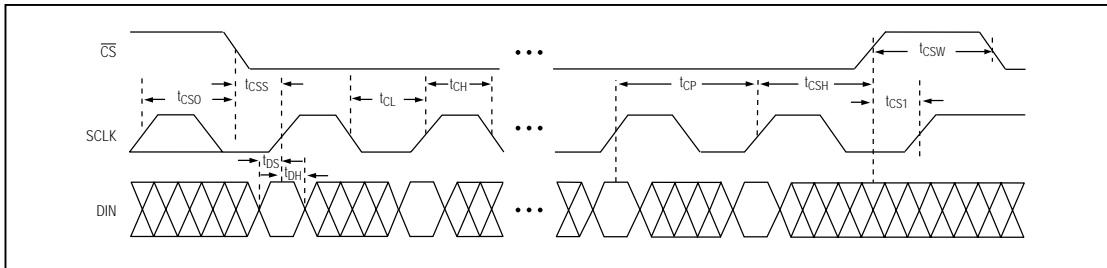 CS
tCSW
tCSS
tCH
tCP
tCSH
tCSO
tCL
tCS1
SCLK
tDS
tDH
DIN